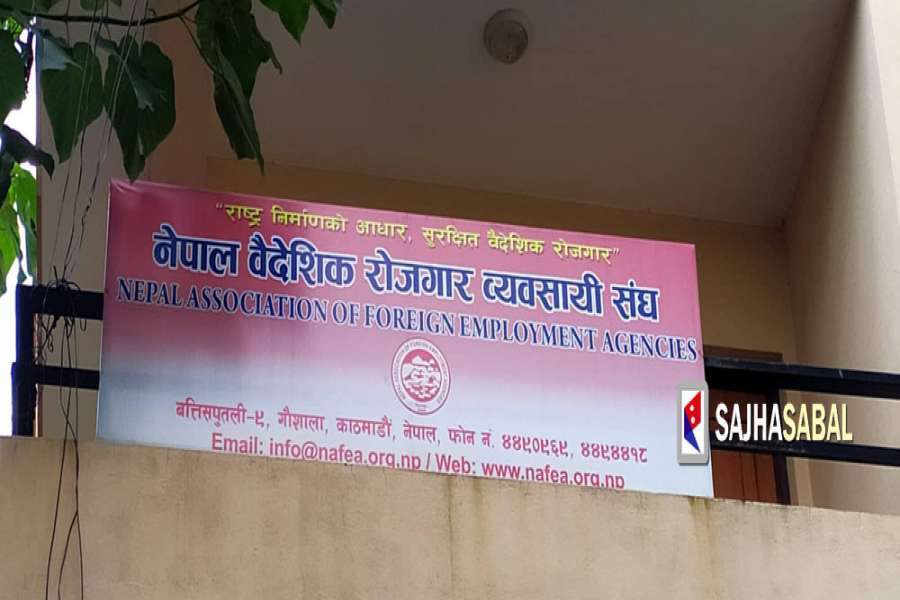 "राष्ट्र निर्माणको आधार, सुरक्षित वैदेशिक रोजगार"
नेपाल वैदेशिक रोजगार व्यवसायी संघ
NEPAL ASSOCIATION OF FOREIGN EMPLOYMENT AGENCIES
बत्तिसपुतली-९, गौशाला, काठमाडौं, नेपाल, फोन नं. ४४९०९६९, ४४९४४१८
Email: info@nafea.org.np / Web: www.nafea.org.np
SAJHASABAL